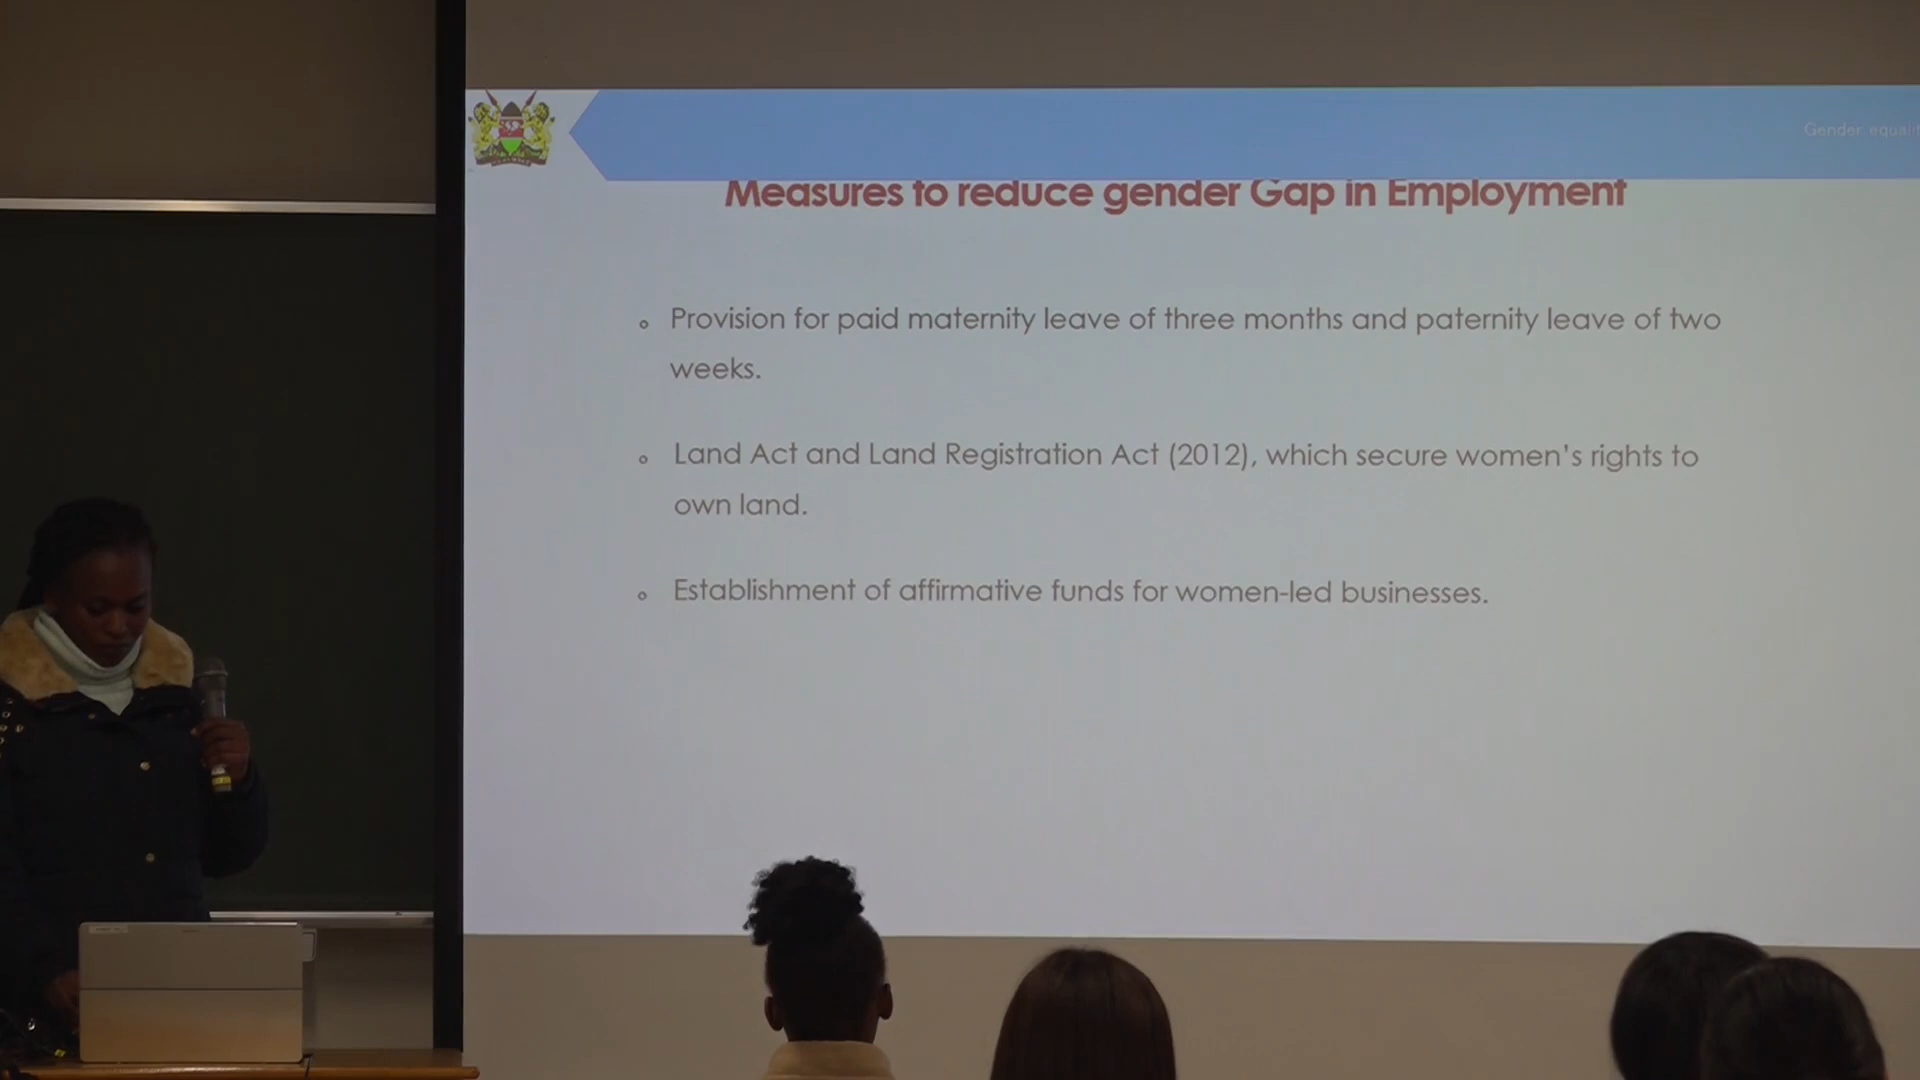 Gender equalit
Measures to reduce gender Gap in Employment
Provision for paid maternity leave of three months and paternity leave of two
weeks.
Land Act and Land Registration Act (2012), which secure women's rights to
own land.
Establishment of affirmative funds for women-led businesses.